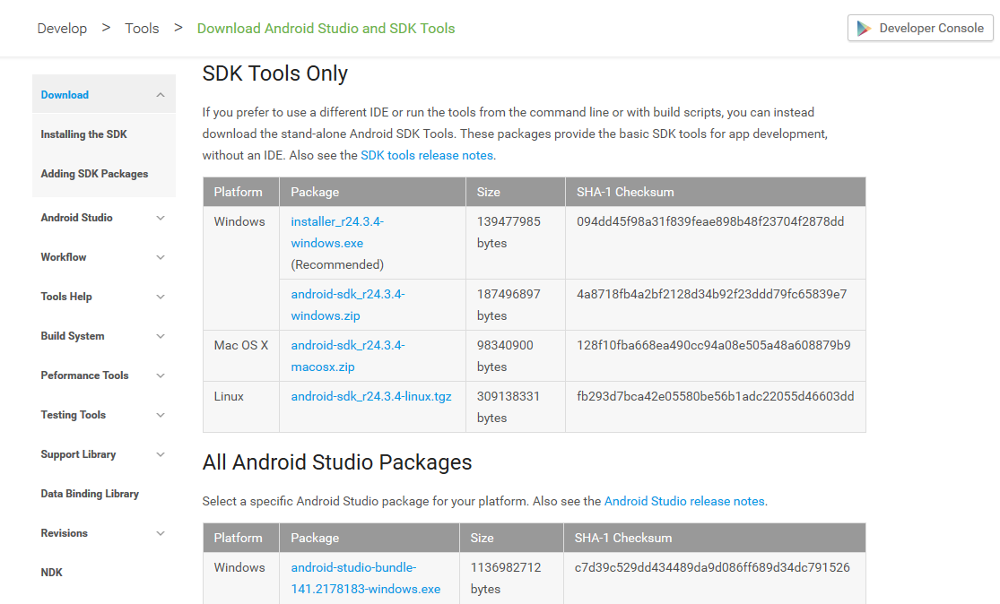 Develop > Tools > Download Android Studio and SDK Tools
Developer Console
Download
Installing the SDK
Adding SDK Packages
Android Studio
Workflow
Tools Help
Build System
Peformance Tools
Testing Tools
Support Library
Data Binding Library
Revisions
NDK
SDK Tools Only
If you prefer to use a different IDE or run the tools from the command line or with build scripts, you can instead
download the stand-alone Android SDK Tools. These packages provide the basic SDK tools for app development,
without an IDE. Also see the SDK tools release notes.
Platform Package Size SHA-1 Checksum
Windows installer_r24.3.4- 139477985 094dd45f98a31f839feae898b48f23704f2878dd
windows.exe bytes
(Recommended)
android-sdk_r24.3.4- 187496897 4a8718fb4a2bf2128d34b92f23ddd79fc65839e7
windows.zip bytes
Mac OS X android-sdk_r24.3.4- 98340900 128f10fba668ea490cc94a08e505a48a608879b9
macosx.zip bytes
Linux android-sdk_r24.3.4-linux.tgz 309138331 fb293d7bca42e05580be56b1adc22055d46603dd
bytes
All Android Studio Packages
Select a specific Android Studio package for your platform. Also see the Android Studio release notes.
Platform Package Size SHA-1 Checksum
Windows android-studio-bundle- 1136982712 c7d39c529dd434489da9d086ff689d34dc791526
141.2178183-windows.exe bytes